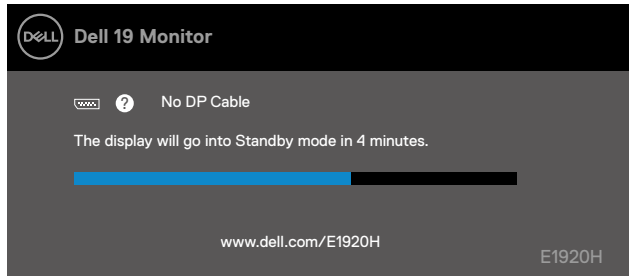 DELL Dell 19 Monitor
? No DP Cable
The display will go into Standby mode in 4 minutes.
www.dell.com/E1920H
E1920H